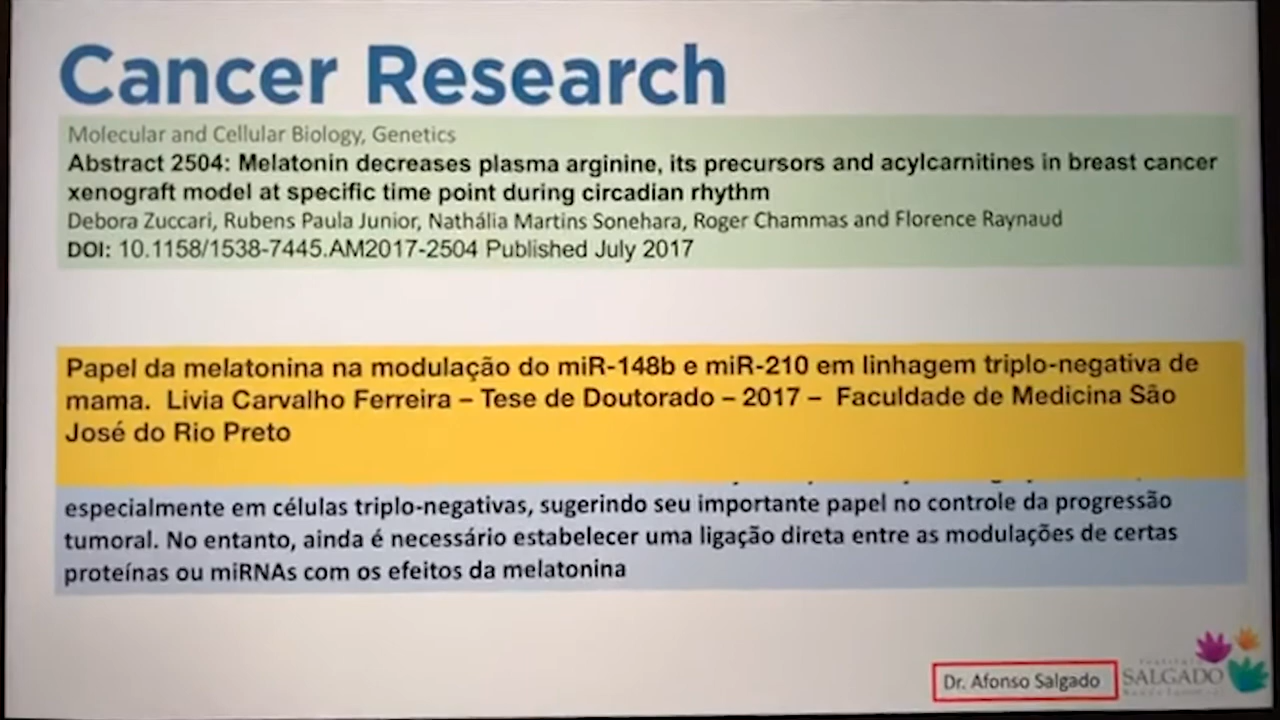 Cancer Research
Molecular and Cellular Biology, Genetics
Abstract 2504: Melatonin decreases plasma arginine, its precursors and acylcarnitines in breast cancer
xenograft model at specific time point during circadian rhythm
Debora Zuccari, Rubens Paula Junior, Nathália Martins Sonehara, Roger Chammas and Florence Raynaud
DOI: 10.1158/1538-7445.AM2017-2504 Published July 2017
Papel da melatonina na modulação do miR-148b e miR-210 em linhagem triplo-negativa de
mama. Livia Carvalho Ferreira – Tese de Doutorado – 2017 – Faculdade de Medicina São
José do Rio Preto
especialmente em células triplo-negativas, sugerindo seu importante papel no controle da progressão
tumoral. No entanto, ainda é necessário estabelecer uma ligação direta entre as modulações de certas
proteínas ou miRNAs com os efeitos da melatonina
Dr. Afonso Salgado
SALGADO